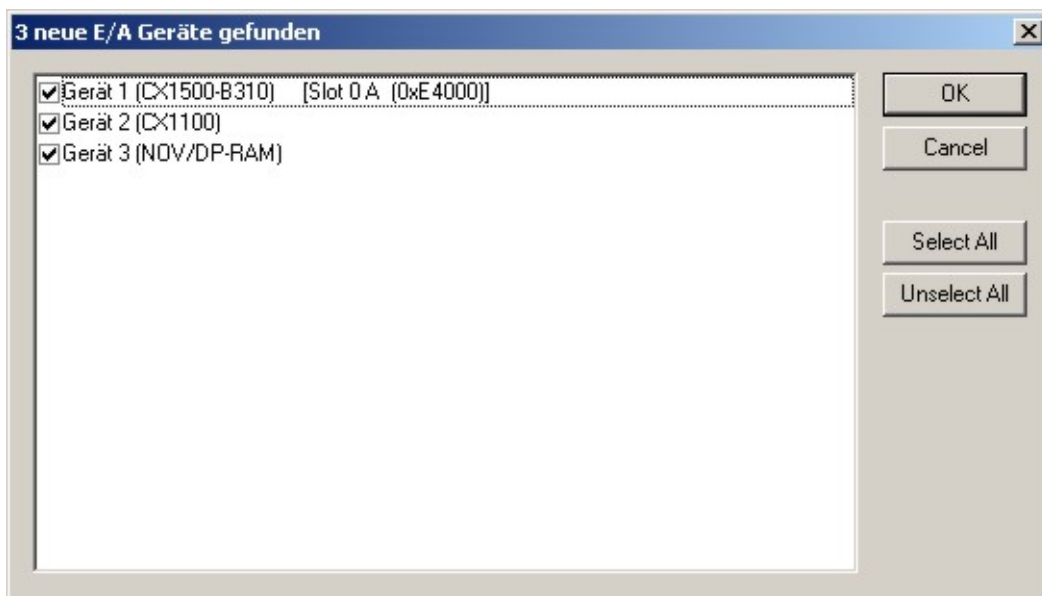 3 neue E/A Geräte gefunden
Gerät 1 (CX1500-B310) [Slot 0 A (0xE4000)]
Gerät 2 (CX1100)
Gerät 3 (NOV/DP-RAM)
OK
Cancel
Select All
Unselect All